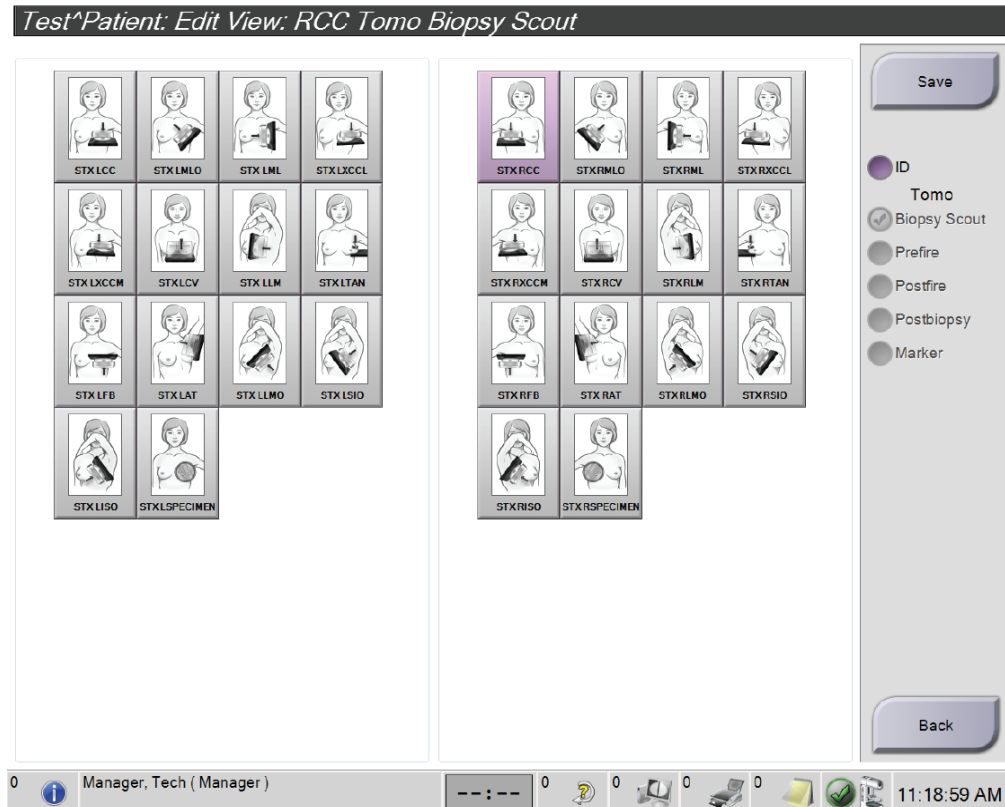 Test^Patient: Edit View: RCC Tomo Biopsy Scout
STX LCC STX LMLO STX LML STX LXCCL
STX LXCCM STX LCV STX LLM STX LTAN
STX LFB STX LAT STX LLMO STX LSIO
STX LISO STX LSPECIMEN
STX RCC STX RMLO STX RML STX RXCCL
STX RXCCM STX RCV STX RLM STX RTAN
STX RFB STX RAT STX RLMO STX RSIO
STX RISO STX RSPECIMEN
Save
ID
Tomo
Biopsy Scout
Prefire
Postfire
Postbiopsy
Marker
Back
0 i Manager, Tech ( Manager ) --:-- 0 ? 0 0 0 11:18:59 AM